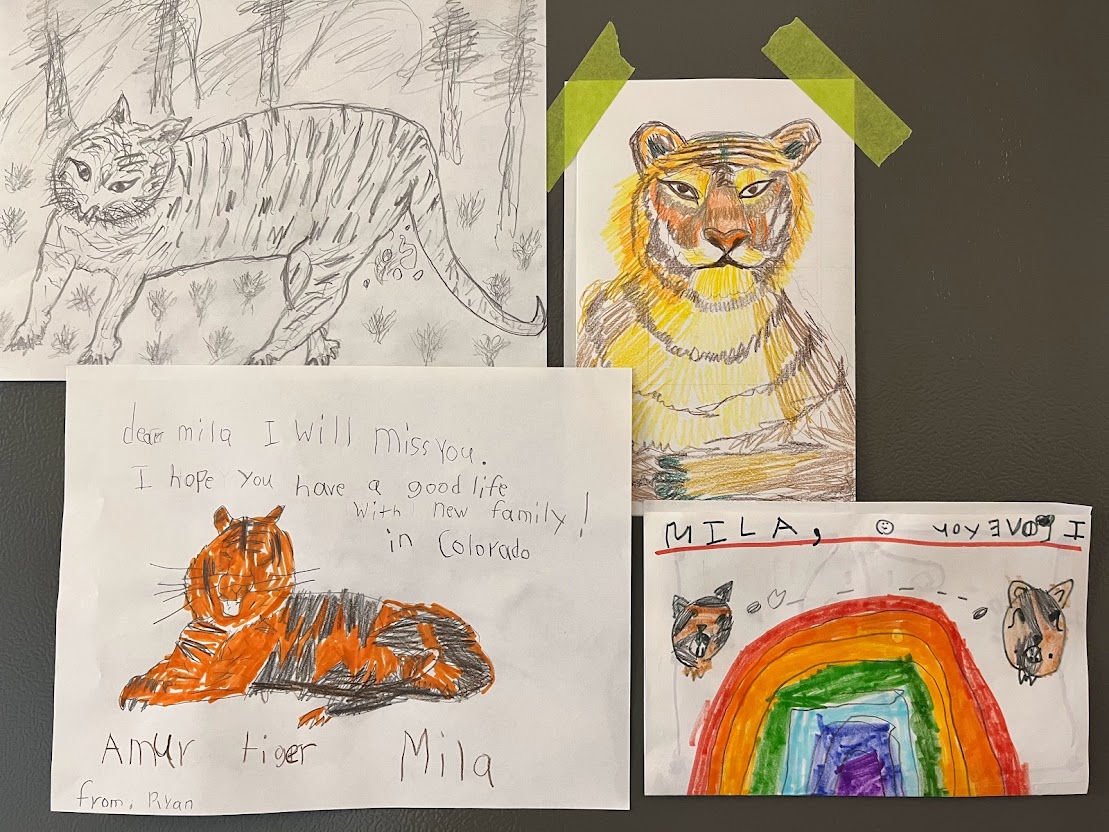 dear mila I will miss you.
I hope you have a good life
with new family!
in Colorado
Amur tiger Mila
from, Ryan
MILA, I LOVE YOU